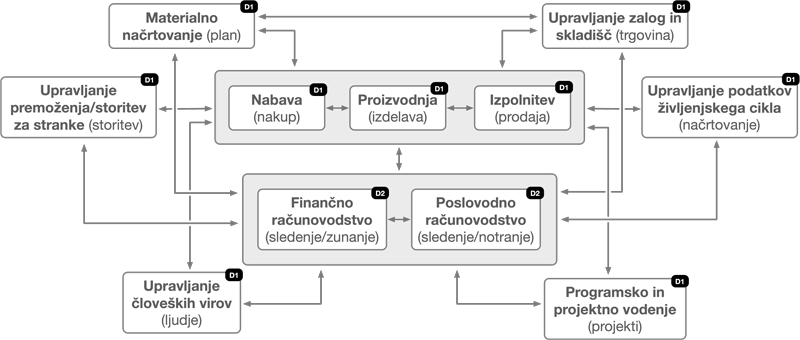 D1
Materialno
načrtovanje (plan)
D1
Upravljanje zalog in
skladišč (trgovina)
D1
Upravljanje
premoženja/storitev
za stranke (storitev)
D1
Nabava
(nakup)
D1
Proizvodnja
(izdelava)
D1
Izpolnitev
(prodaja)
D1
Upravljanje podatkov
življenjskega cikla
(načrtovanje)
D2
Finančno
računovodstvo
(sledenje/zunanje)
D2
Poslovodno
računovodstvo
(sledenje/notranje)
D1
Upravljanje
človeških virov
(ljudje)
D1
Programsko in
projektno vodenje
(projekti)